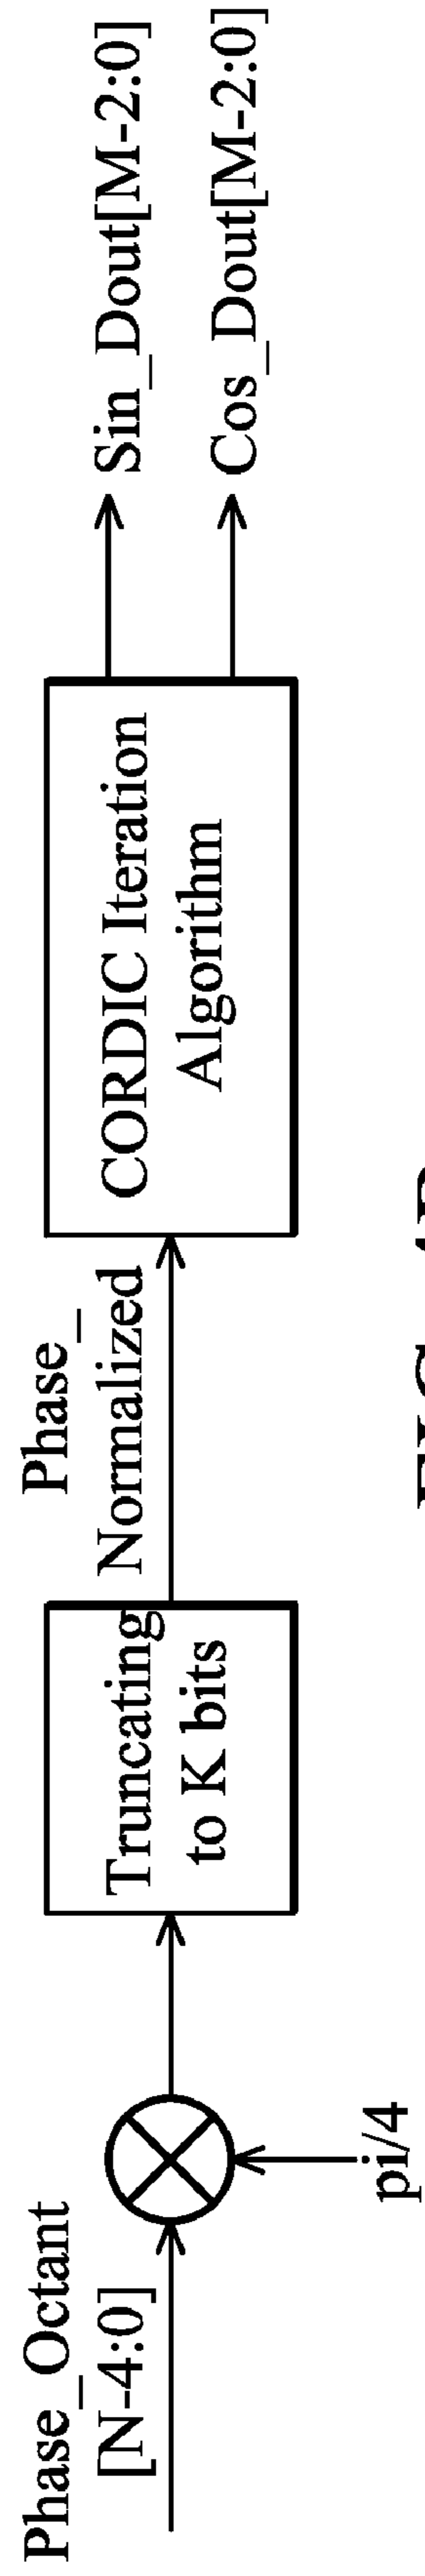 Phase_Octant
[N-4:0]
pi/4
Truncating
to K bits
Phase_
Normalized
CORDIC Iteration
Algorithm
Sin_Dout[M-2:0]
Cos_Dout[M-2:0]